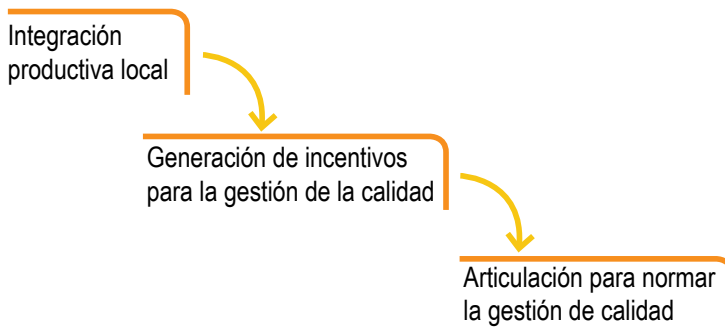 Integración
productiva local
Generación de incentivos
para la gestión de la calidad
Articulación para normar
la gestión de calidad